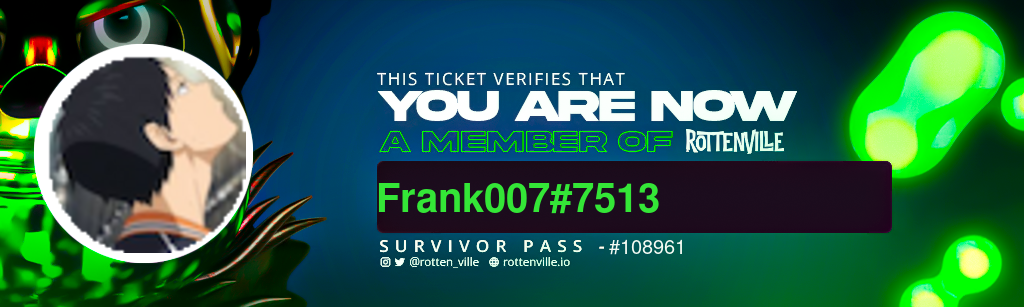 THIS TICKET VERIFIES THAT
YOU ARE NOW
A MEMBER OF ROTTENVILLE
Frank007#7513
SURVIVOR PASS - #108961
@rotten_ville rottenville.io